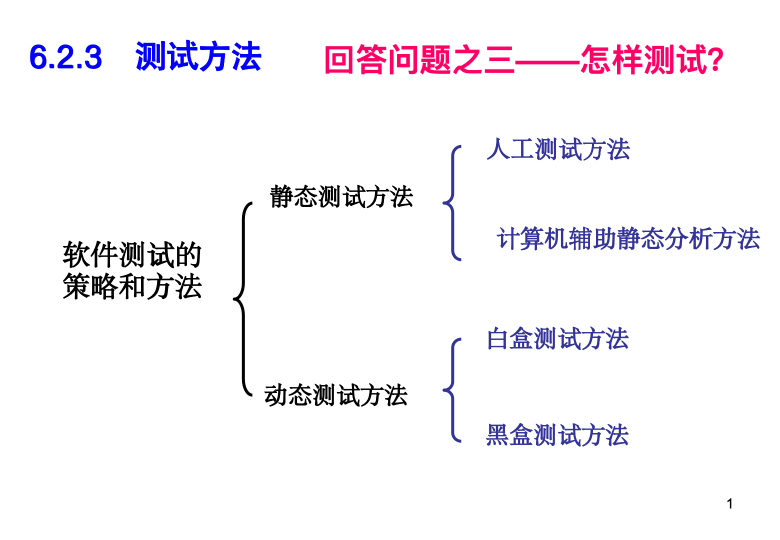 6.2.3 测试方法 回答问题之三——怎样测试?
人工测试方法
静态测试方法
计算机辅助静态分析方法
软件测试的
策略和方法
白盒测试方法
动态测试方法
黑盒测试方法
1